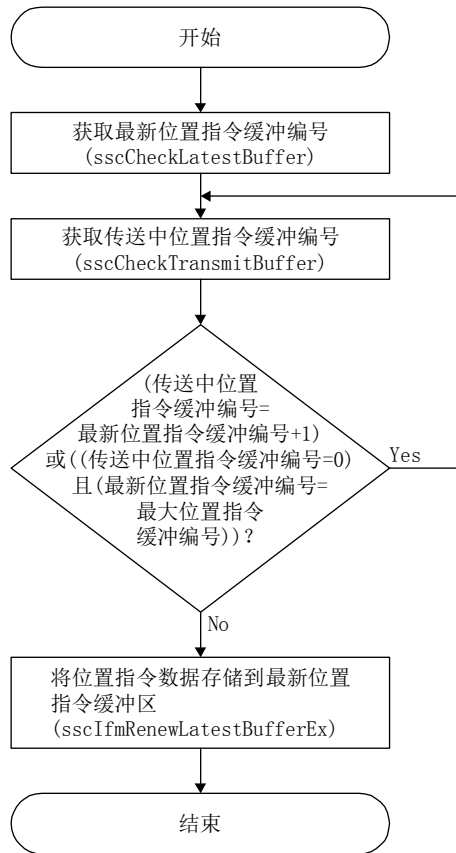 开始
获取最新位置指令缓冲编号
(sscCheckLatestBuffer)
获取传送中位置指令缓冲编号
(sscCheckTransmitBuffer)
(传送中位置
指令缓冲编号=
最新位置指令缓冲编号+1)
或((传送中位置指令缓冲编号=0)
且(最新位置指令缓冲编号=
最大位置指令
缓冲编号))?
Yes
No
将位置指令数据存储到最新位置
指令缓冲区
(sscIfmRenewLatestBufferEx)
结束